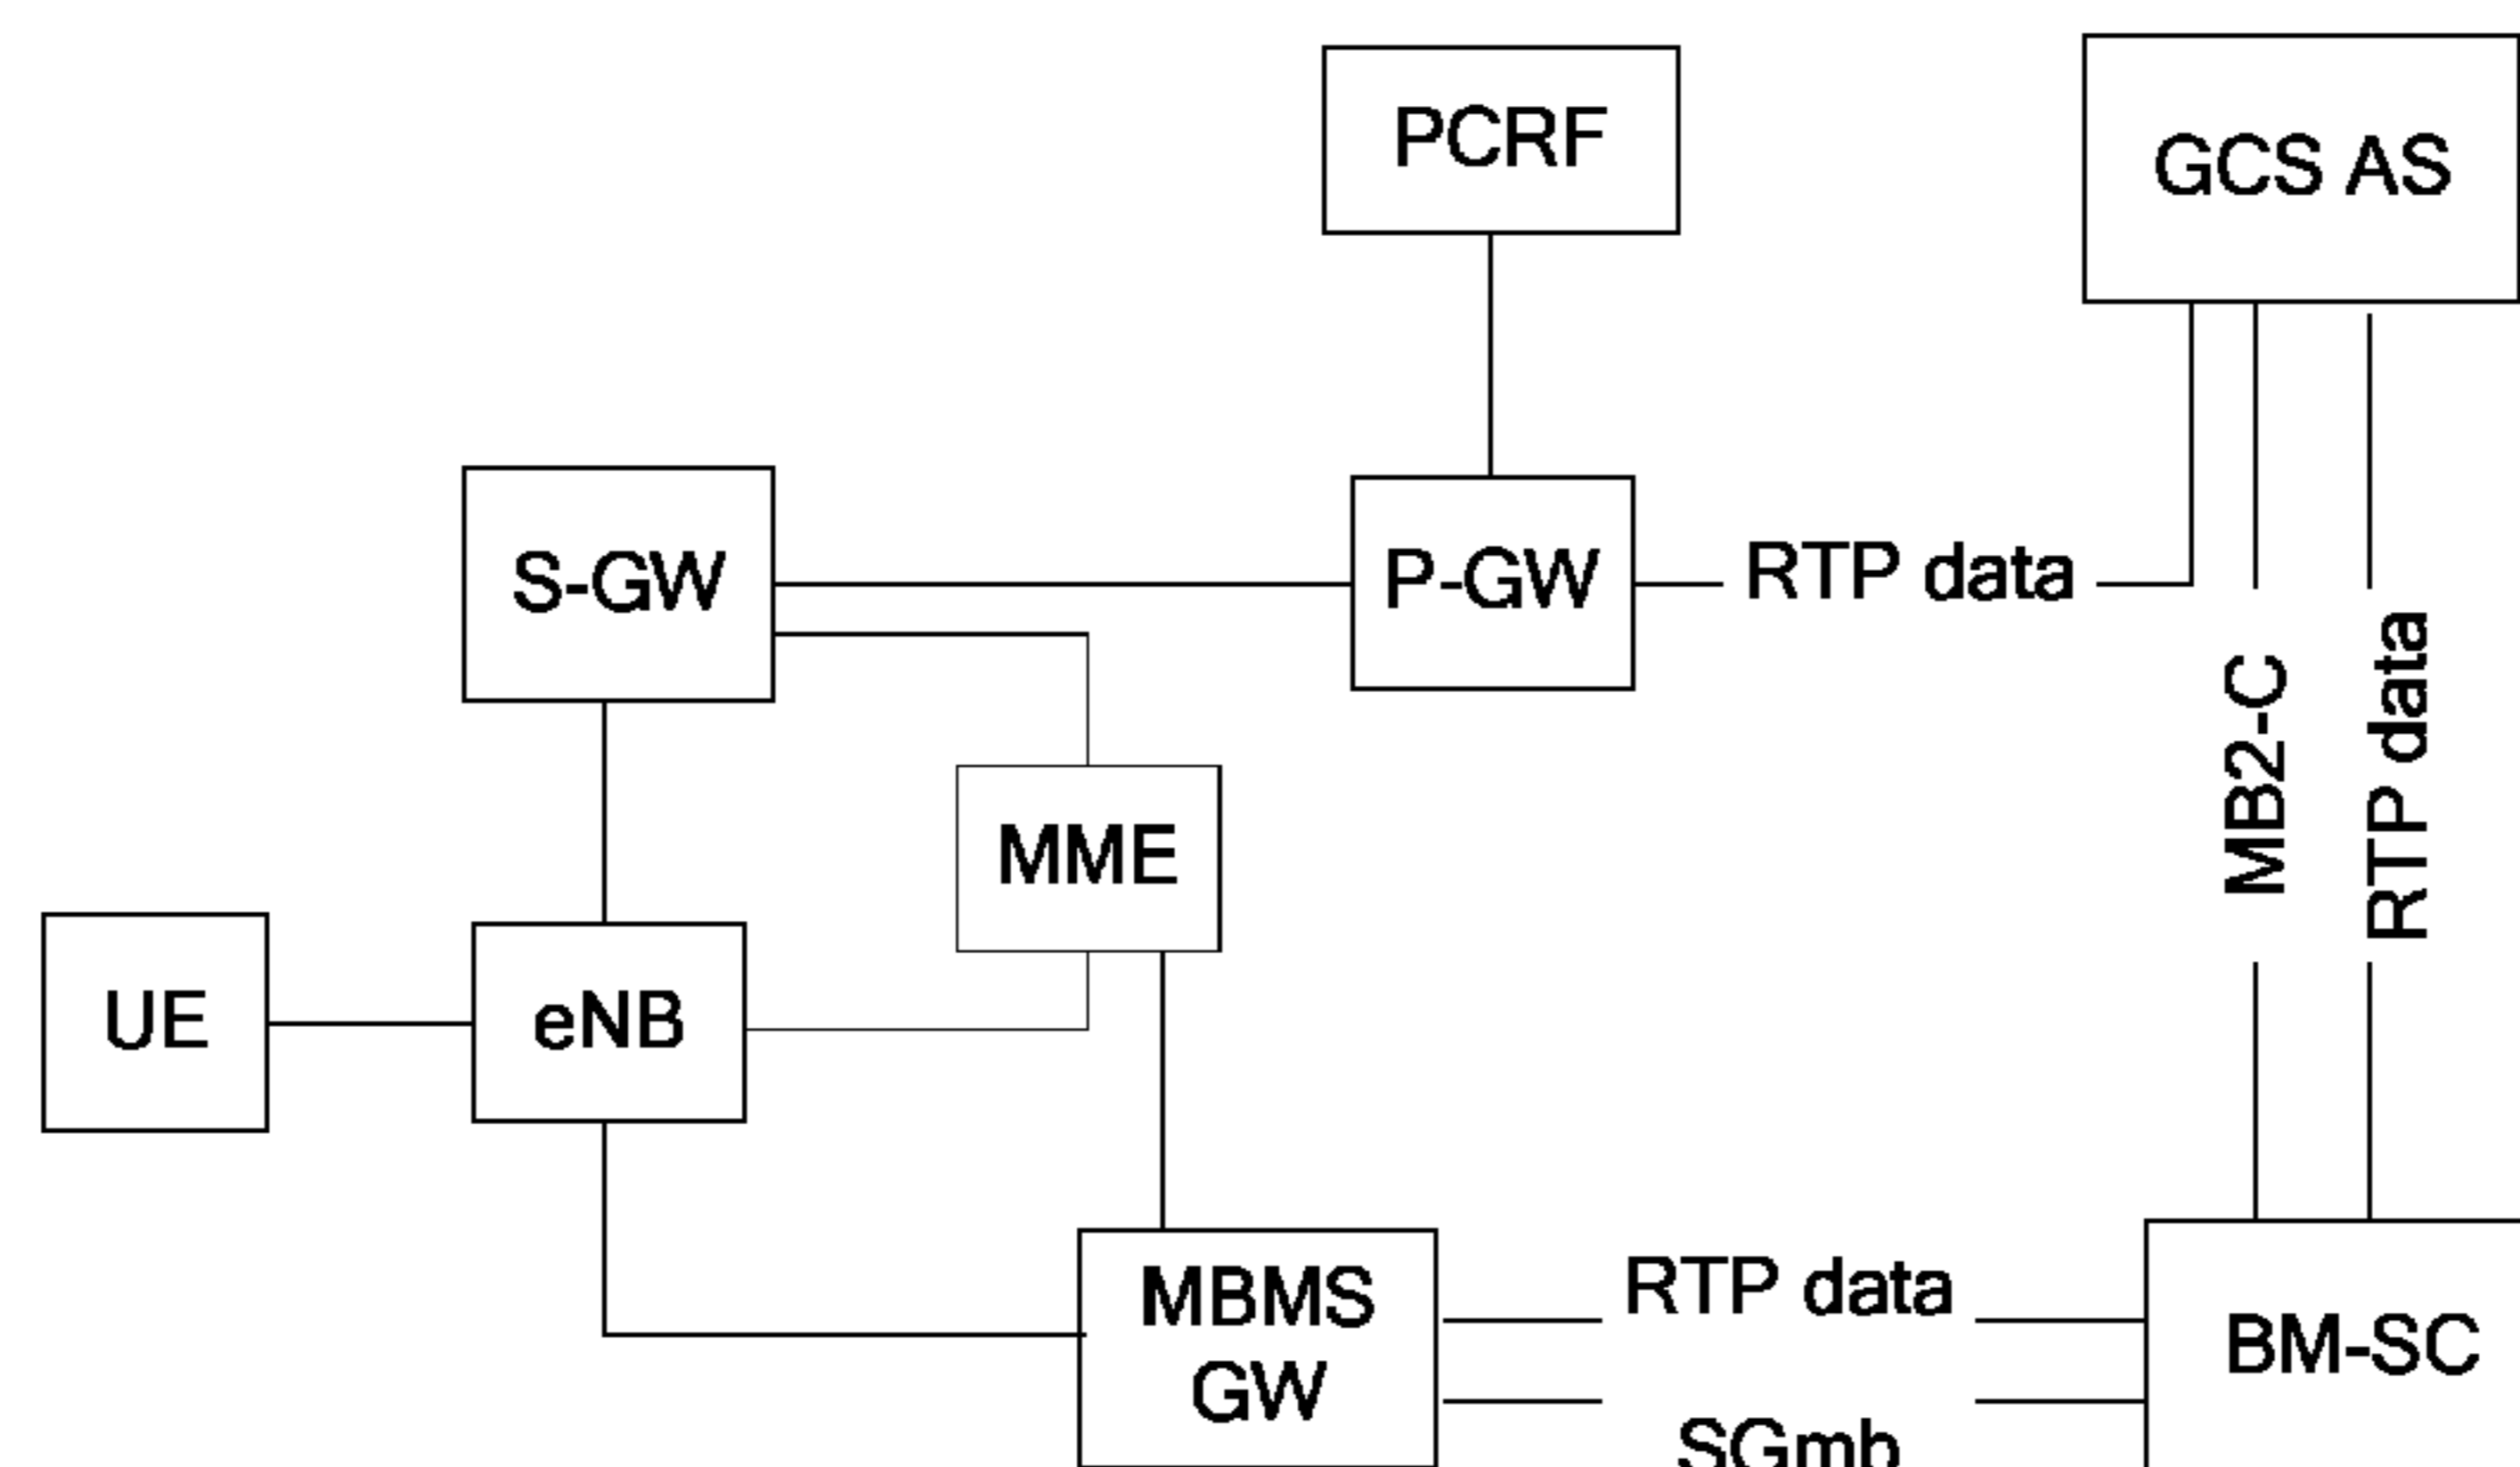 PCRF
GCS AS
S-GW
P-GW
RTP data
MB2-C
RTP data
MME
UE
eNB
MBMS
GW
RTP data
BM-SC
SGmb